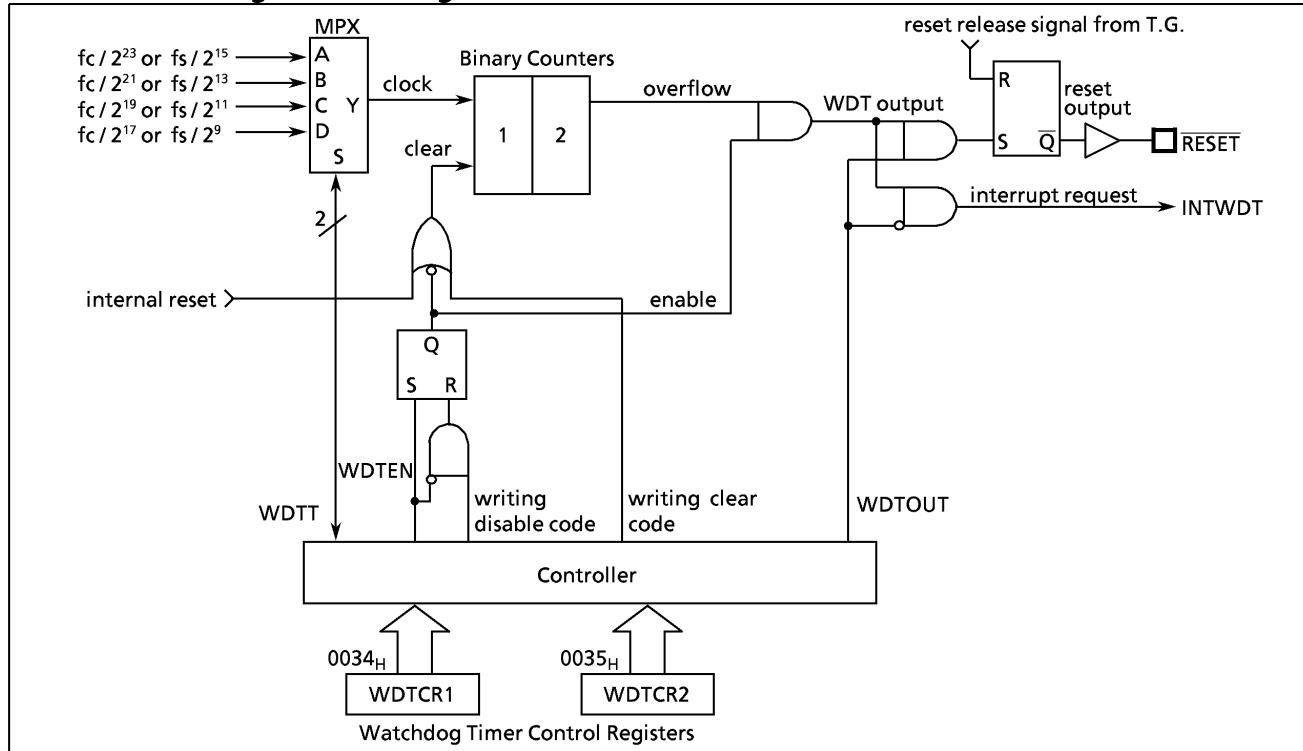 MPX
reset release signal from T.G.
fc/2²³ or fs/2¹⁵
fc/2²¹ or fs/2¹³
fc/2¹⁹ or fs/2¹¹
fc/2¹⁷ or fs/2⁹
A
B
C
D
Y
S
clock
clear
Binary Counters
1
2
overflow
WDT output
R
S
Q̅
reset
output
R̅E̅S̅E̅T̅
interrupt request
INTWDT
2
internal reset
enable
Q
S R
WDTEN
WDTT
writing
disable code
writing clear
code
WDTOUT
Controller
0034H
0035H
WDTCR1
WDTCR2
Watchdog Timer Control Registers